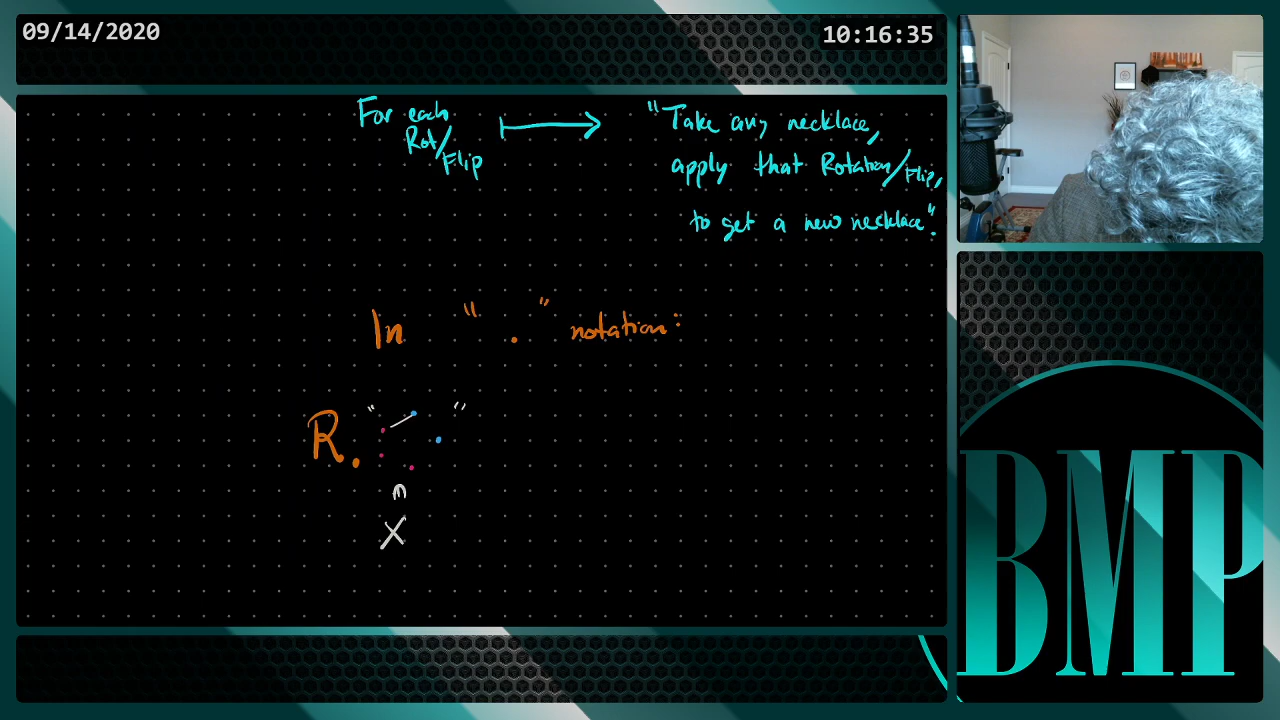 09/14/2020
10:16:35
For each
Rot/
Flip
"Take any necklace,
apply that Rotation/Flip,
to get a new necklace".
In " . " notation:
R. " "
X
BMP